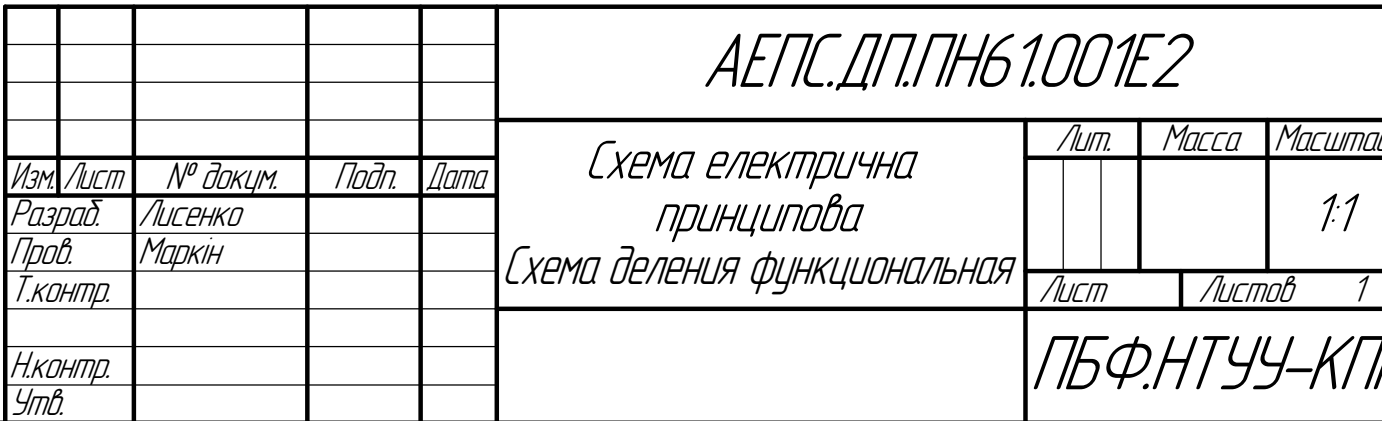 АЕПС.ДП.ПН61.001Е2
Изм. Лист № докум. Подп. Дата
Разраб. Лисенко
Пров. Маркін
Т.контр.
Н.контр.
Утв.
Схема електрична
принципова
Схема деления функциональная
Лит. Масса
1:1
Лист Листов 1